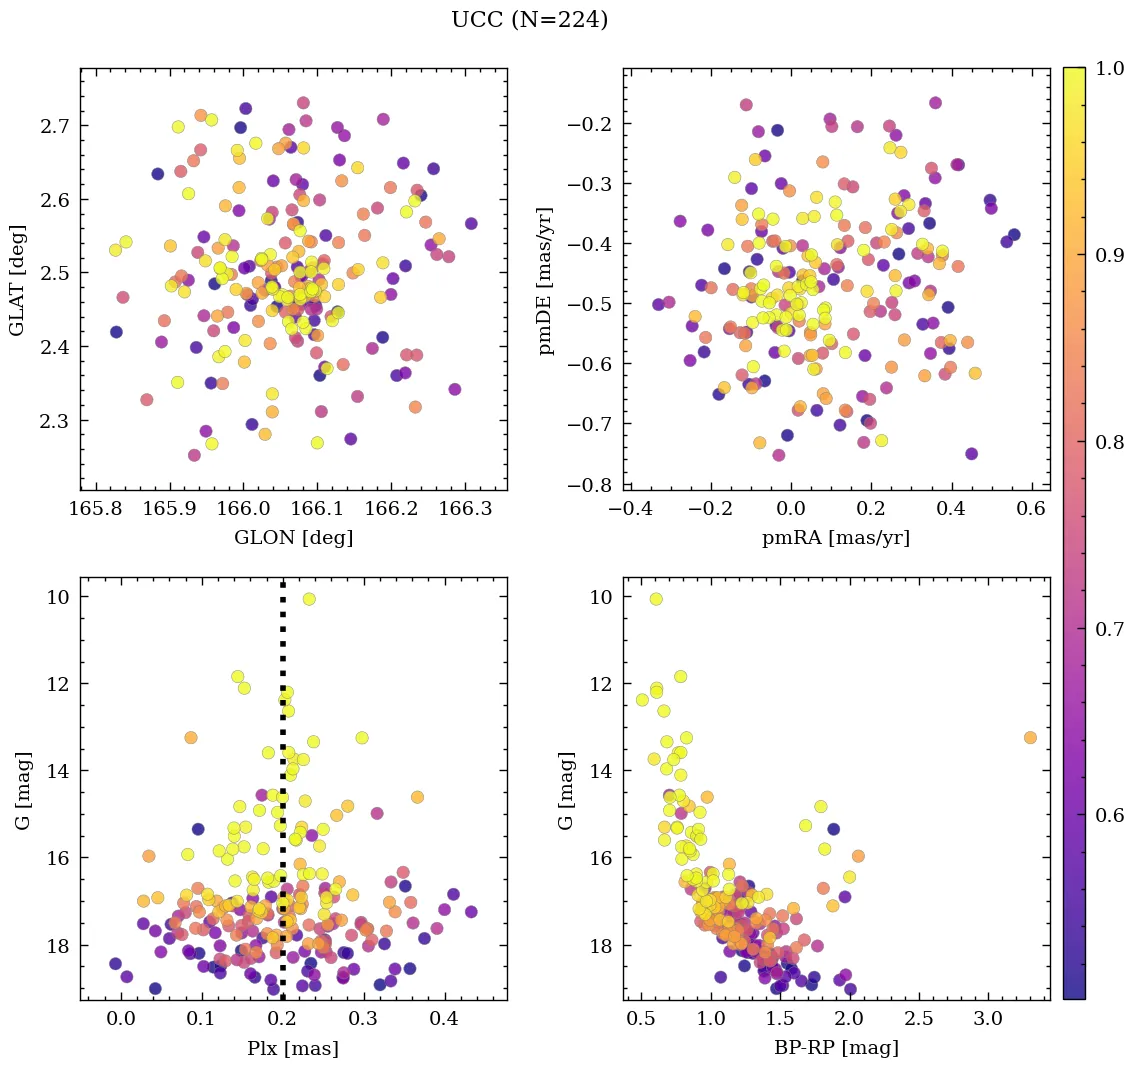 UCC (N=224)
2.7
2.6
2.5
2.4
2.3
GLAT [deg]
165.8 165.9 166.0 166.1 166.2 166.3
GLON [deg]
−0.2
−0.3
−0.4
−0.5
−0.6
−0.7
−0.8
pmDE [mas/yr]
−0.4 −0.2 0.0 0.2 0.4 0.6
pmRA [mas/yr]
1.0
0.9
0.8
0.7
0.6
10
12
14
16
18
G [mag]
0.0 0.1 0.2 0.3 0.4
Plx [mas]
10
12
14
16
18
G [mag]
0.5 1.0 1.5 2.0 2.5 3.0
BP-RP [mag]